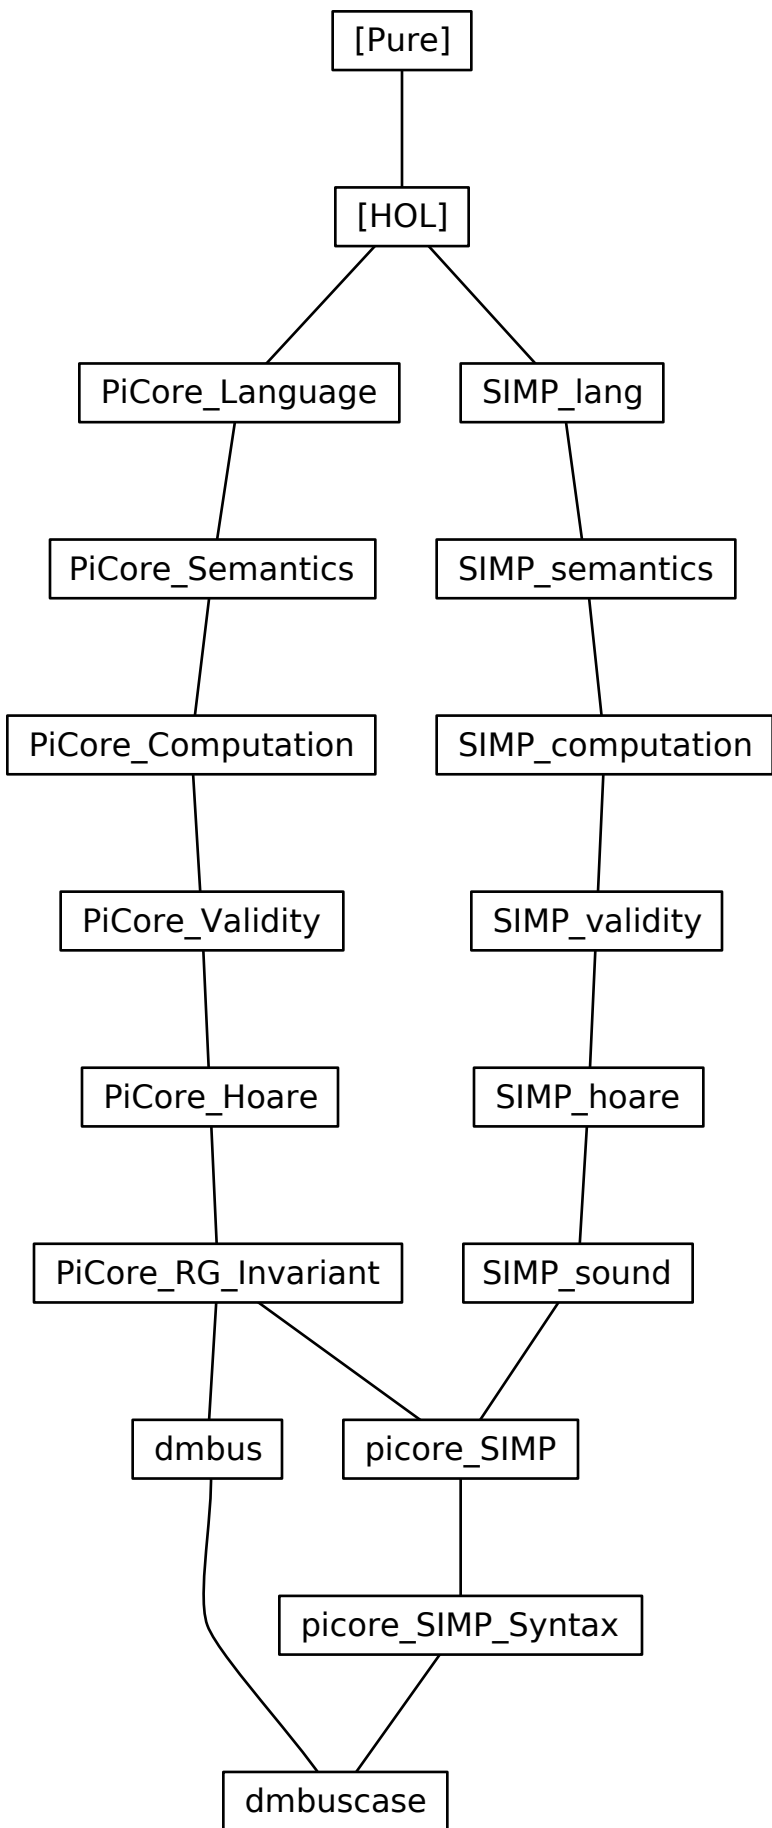 [Pure]
[HOL]
PiCore_Language
SIMP_lang
PiCore_Semantics
SIMP_semantics
PiCore_Computation
SIMP_computation
PiCore_Validity
SIMP_validity
PiCore_Hoare
SIMP_hoare
PiCore_RG_Invariant
SIMP_sound
dmbus
picore_SIMP
picore_SIMP_Syntax
dmbuscase